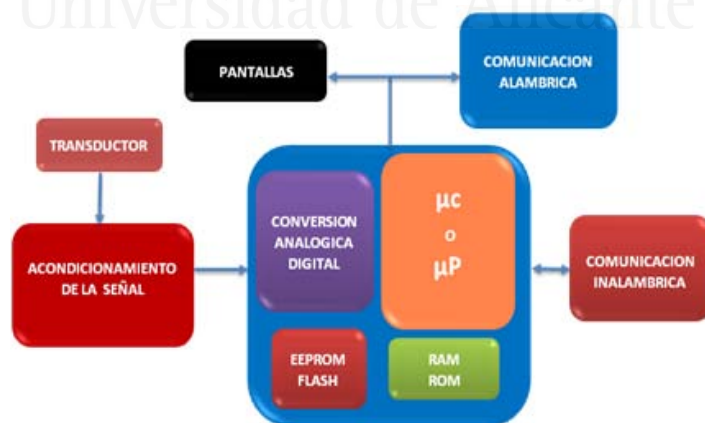 Universidad de Alicante
PANTALLAS
COMUNICACION
ALAMBRICA
TRANSDUCTOR
ACONDICIONAMIENTO
DE LA SEÑAL
CONVERSION
ANALOGICA
DIGITAL
µc
O
µP
COMUNICACION
INALAMBRICA
EEPROM
FLASH
RAM
ROM